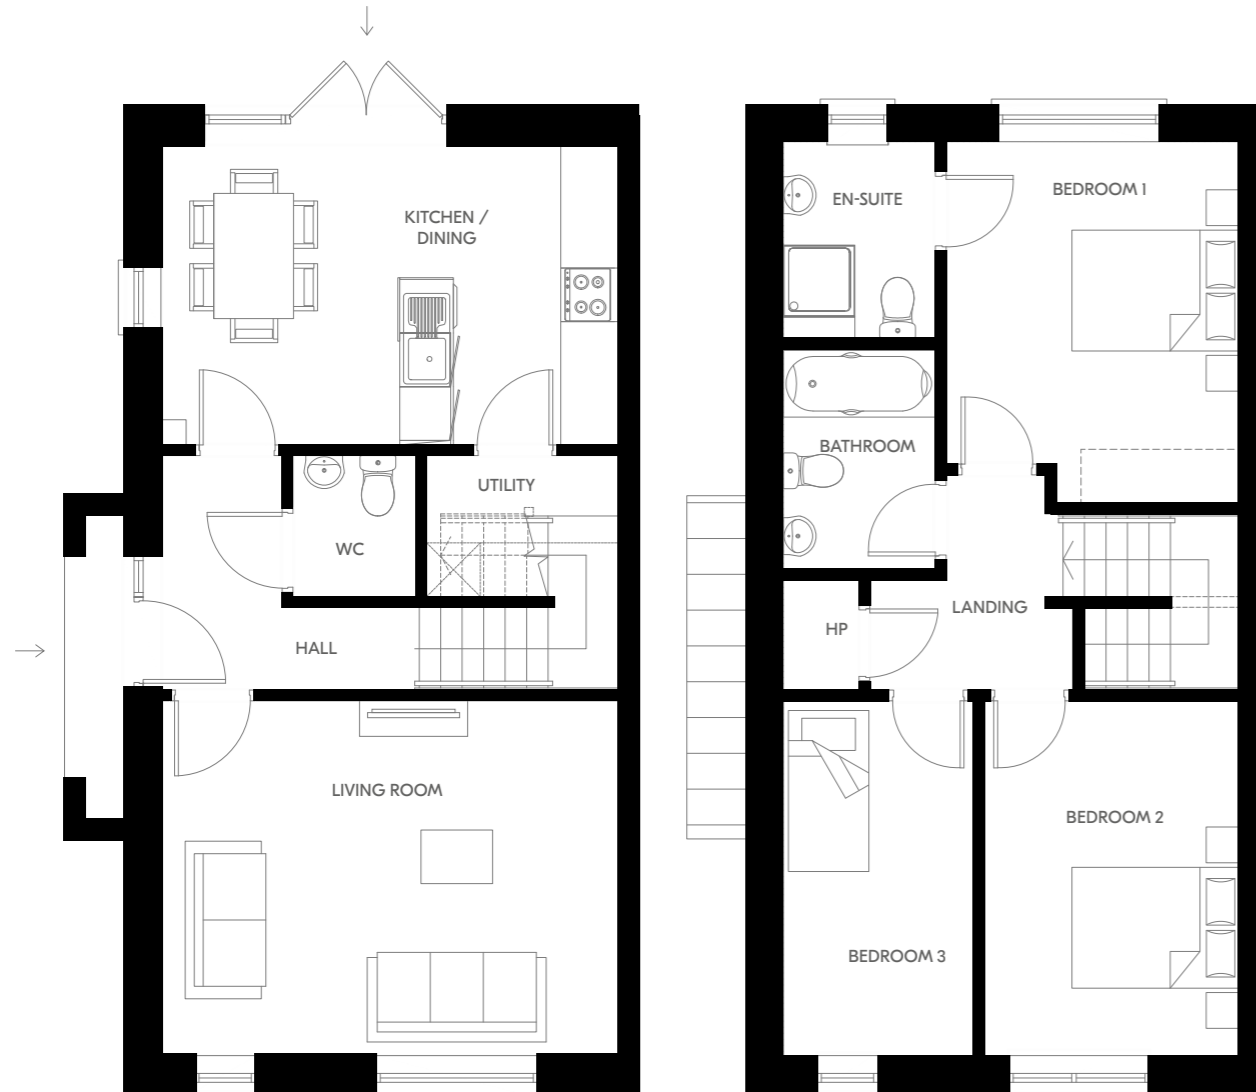 KITCHEN /
DINING
UTILITY
WC
HALL
LIVING ROOM
EN-SUITE
BEDROOM 1
BATHROOM
LANDING
HP
BEDROOM 2
BEDROOM 3